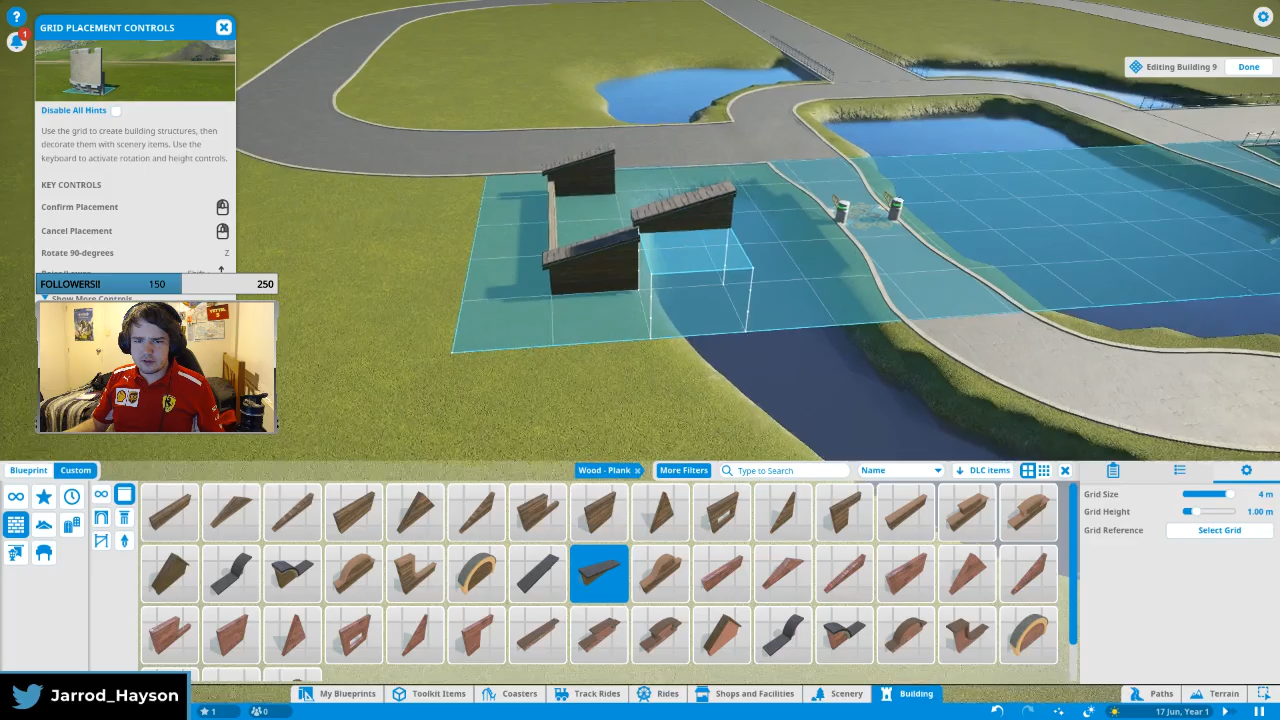 ?
GRID PLACEMENT CONTROLS
1
Disable All Hints
Use the grid to create building structures, then
decorate them with scenery items. Use the
keyboard to activate rotation and height controls.
KEY CONTROLS
Confirm Placement
Cancel Placement
Rotate 90-degrees Z
FOLLOWERS!! 150 250
Show More Controls
Editing Building 9 Done
Blueprint Custom
Wood - Plank x More Filters Type to Search Name DLC items
Grid Size 4 m
Grid Height 1.00 m
Grid Reference Select Grid
Jarrod_Hayson
My Blueprints Toolkit Items Coasters Track Rides Rides Shops and Facilities Scenery Building Paths Terrain
1 0 17 Jun, Year 1